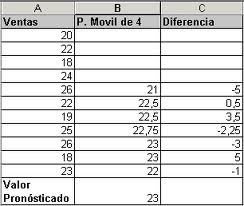 A B C
Ventas P. Movil de 4 Diferencia
20
22
18
24
26 21 -5
22 22,5 0,5
19 22,5 3,5
25 22,75 -2,25
26 23 -3
18 23 5
23 22 -1
Valor
Pronósticado 23